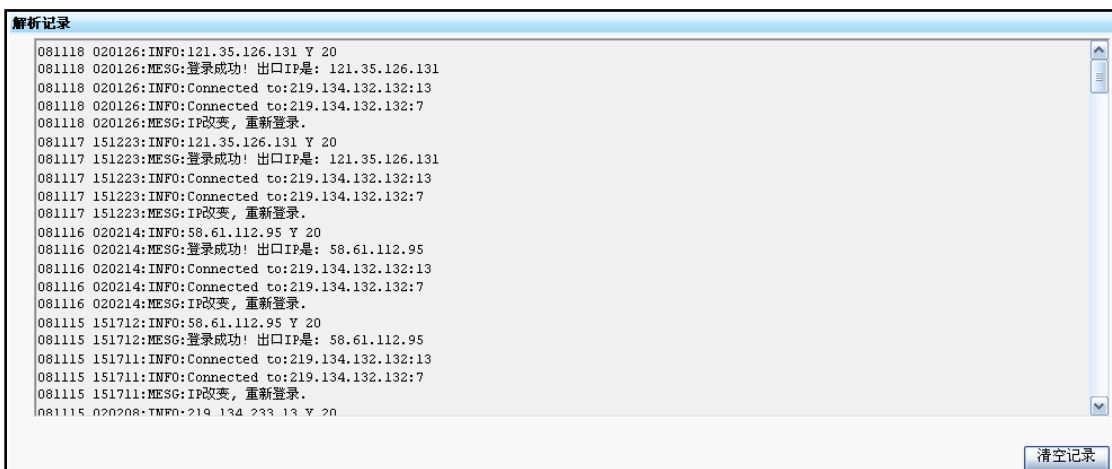 解析记录
081118 020126:INFO:121.35.126.131 Y 20
081118 020126:MESG:登录成功! 出口IP是: 121.35.126.131
081118 020126:INFO:Connected to:219.134.132.132:13
081118 020126:INFO:Connected to:219.134.132.132:7
081118 020126:MESG:IP改变, 重新登录.
081117 151223:INFO:121.35.126.131 Y 20
081117 151223:MESG:登录成功! 出口IP是: 121.35.126.131
081117 151223:INFO:Connected to:219.134.132.132:13
081117 151223:INFO:Connected to:219.134.132.132:7
081117 151223:MESG:IP改变, 重新登录.
081116 020214:INFO:58.61.112.95 Y 20
081116 020214:MESG:登录成功! 出口IP是: 58.61.112.95
081116 020214:INFO:Connected to:219.134.132.132:13
081116 020214:INFO:Connected to:219.134.132.132:7
081116 020214:MESG:IP改变, 重新登录.
081115 151712:INFO:58.61.112.95 Y 20
081115 151712:MESG:登录成功! 出口IP是: 58.61.112.95
081115 151711:INFO:Connected to:219.134.132.132:13
081115 151711:INFO:Connected to:219.134.132.132:7
081115 151711:MESG:IP改变, 重新登录.
081115 020208:INFO:219.134.233.13 Y 20
清空记录